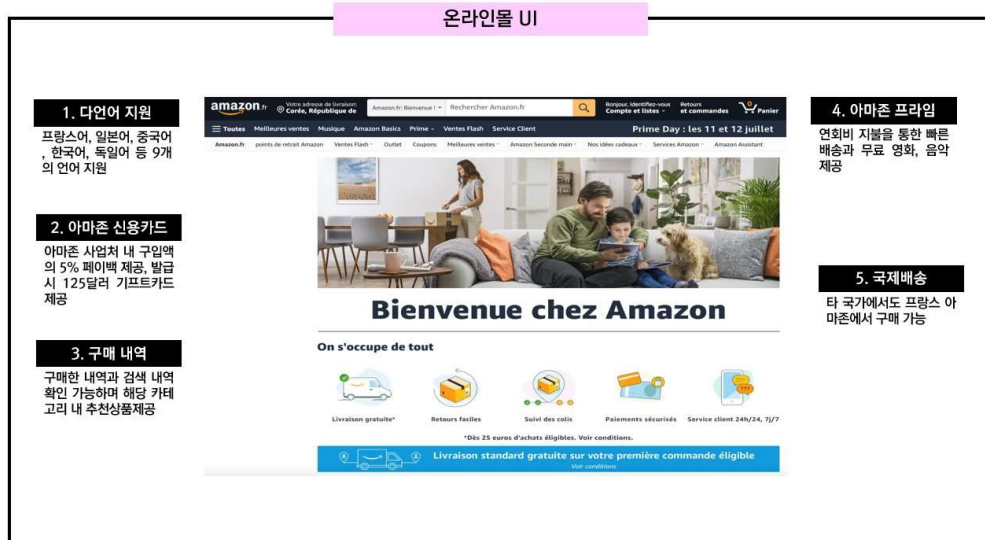 온라인몰 UI
1. 다언어 지원
프랑스어, 일본어, 중국어
, 한국어, 독일어 등 9개
의 언어 지원
2. 아마존 신용카드
아마존 사업처 내 구입액
의 5% 페이백 제공, 발급
시 125달러 기프트카드
제공
3. 구매 내역
구매한 내역과 검색 내역
확인 가능하며 해당 카테
고리 내 추천상품제공
amazon.fr
Votre adresse de livraison:
Corée, République de
Amazon.fr: Bienvenue !
Rechercher Amazon.fr
Bonjour, Identifiez-vous
Compte et listes
Retours
et commandes
0
Panier
Toutes Meilleures ventes Musique Amazon Basics Prime Ventes Flash Service Client
Prime Day : les 11 et 12 juillet
Amazon.fr points de retrait Amazon Ventes Flash Outlet Coupons Meilleures ventes Amazon Seconde main Nos idées cadeaux Services Amazon Amazon Assistant
Bienvenue chez Amazon
On s'occupe de tout
Livraison gratuite* Retours faciles Suivi des colis Paiements sécurisés Service client 24h/24, 7j/7
*Dès 25 euros d'achats éligibles. Voir conditions.
Livraison standard gratuite sur votre première commande éligible
Voir conditions
4. 아마존 프라임
연회비 지불을 통한 빠른
배송과 무료 영화, 음악
제공
5. 국제배송
타 국가에서도 프랑스 아
마존에서 구매 가능